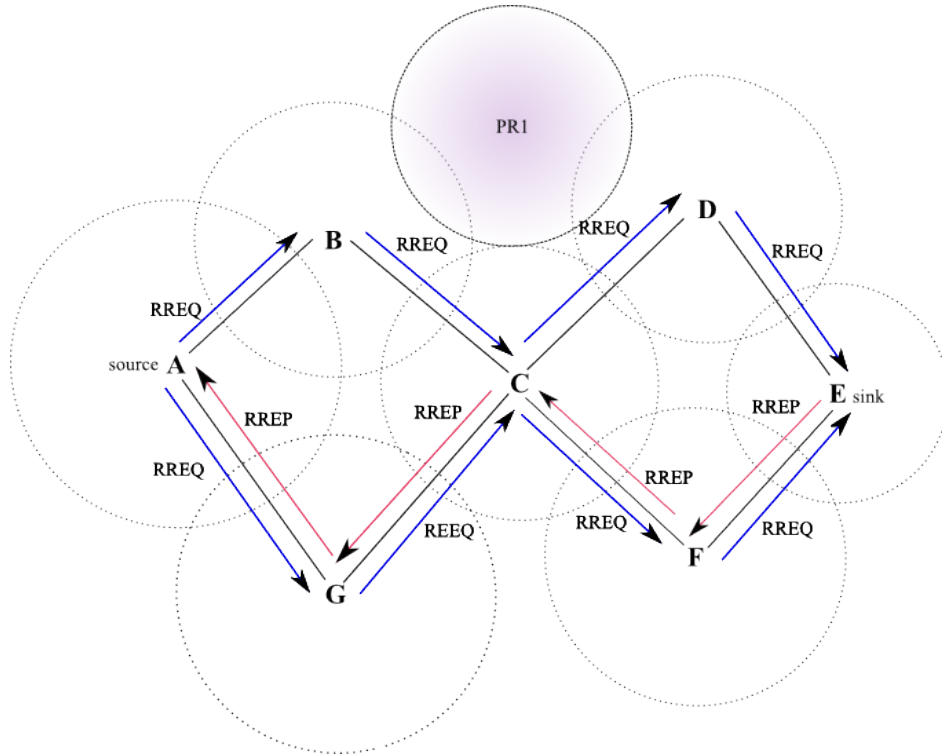 PR1
D
RREQ
B
RREQ
RREQ
RREQ
source A
C
E sink
RREP
RREP
RREP
RREQ
RREP
RREQ
REEQ
RREQ
F
G